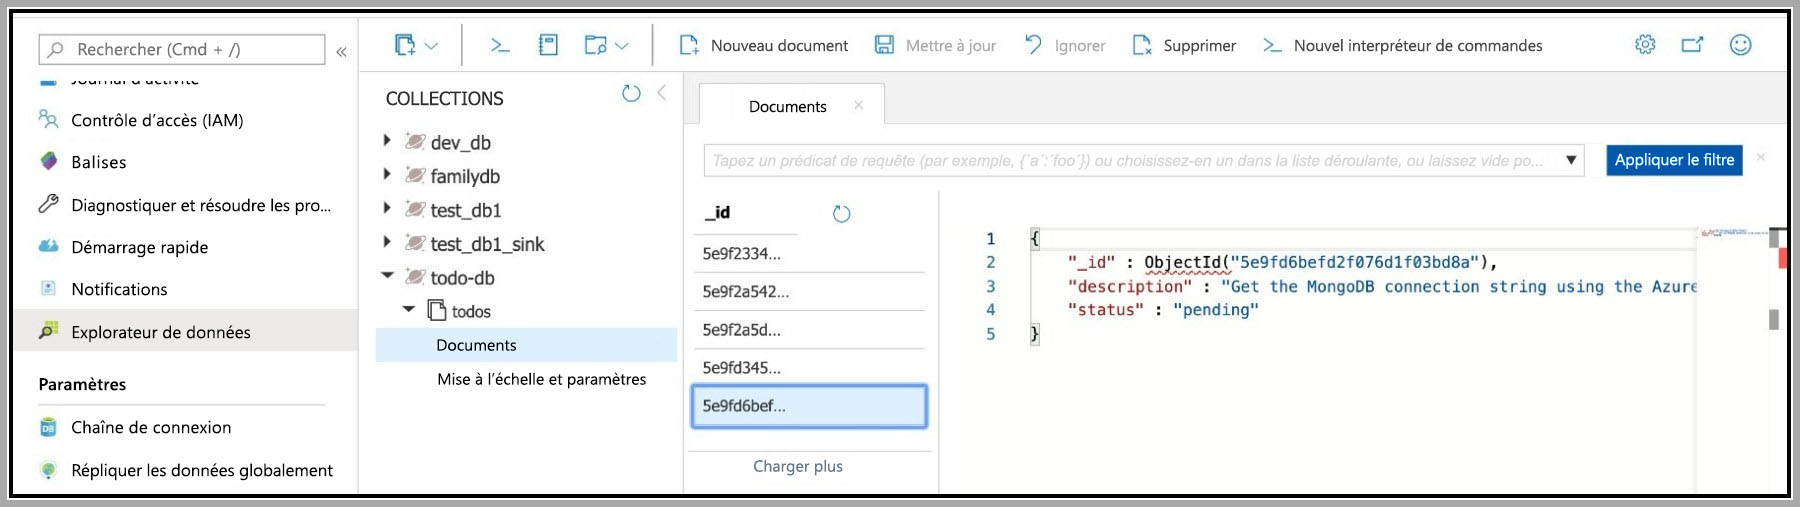 Rechercher (Cmd + /)
«
Journal d'activité
Contrôle d'accès (IAM)
Balises
Diagnostiquer et résoudre les pro...
Démarrage rapide
Notifications
Explorateur de données
Paramètres
Chaîne de connexion
Répliquer les données globalement
Nouveau document
Mettre à jour
Ignorer
Supprimer
Nouvel interpréteur de commandes
COLLECTIONS
dev_db
familydb
test_db1
test_db1_sink
todo-db
todos
Documents
Mise à l'échelle et paramètres
Documents
Tapez un prédicat de requête (par exemple, {´a´:´foo´}) ou choisissez-en un dans la liste déroulante, ou laissez vide po...
Appliquer le filtre
_id
5e9f2334...
5e9f2a542...
5e9f2a5d...
5e9fd345...
5e9fd6bef...
Charger plus
1 {
2 "_id" : ObjectId("5e9fd6befd2f076d1f03bd8a"),
3 "description" : "Get the MongoDB connection string using the Azure
4 "status" : "pending"
5 }